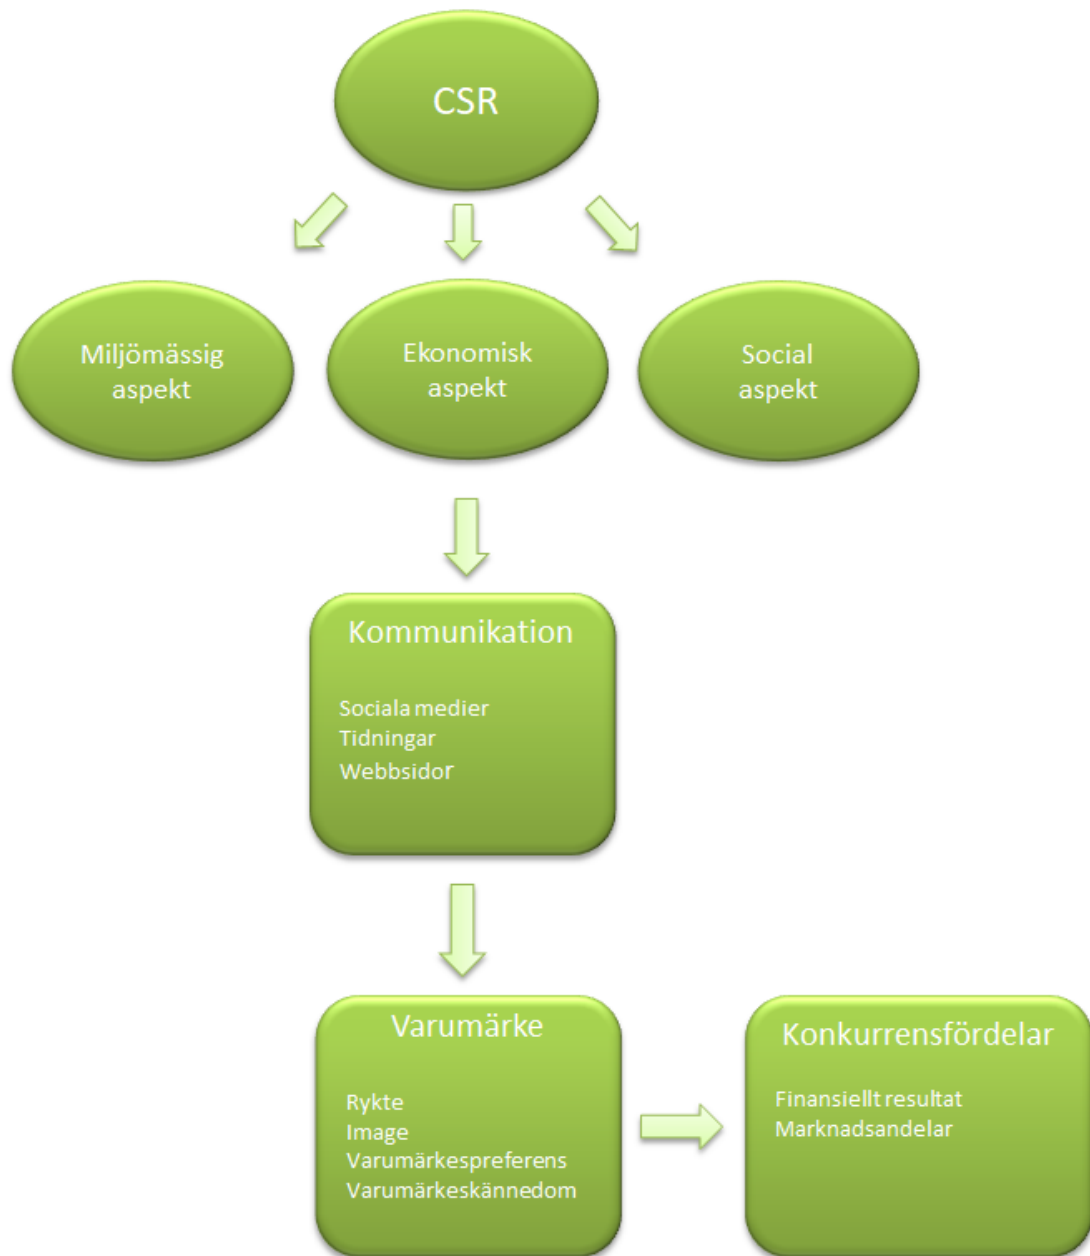 CSR
Miljömässig
aspekt
Ekonomisk
aspekt
Social
aspekt
Kommunikation
Sociala medier
Tidningar
Webbsidor
Varumärke
Rykte
Image
Varumärkespreferens
Varumärkeskännedom
Konkurrensfördelar
Finansiellt resultat
Marknadsandelar